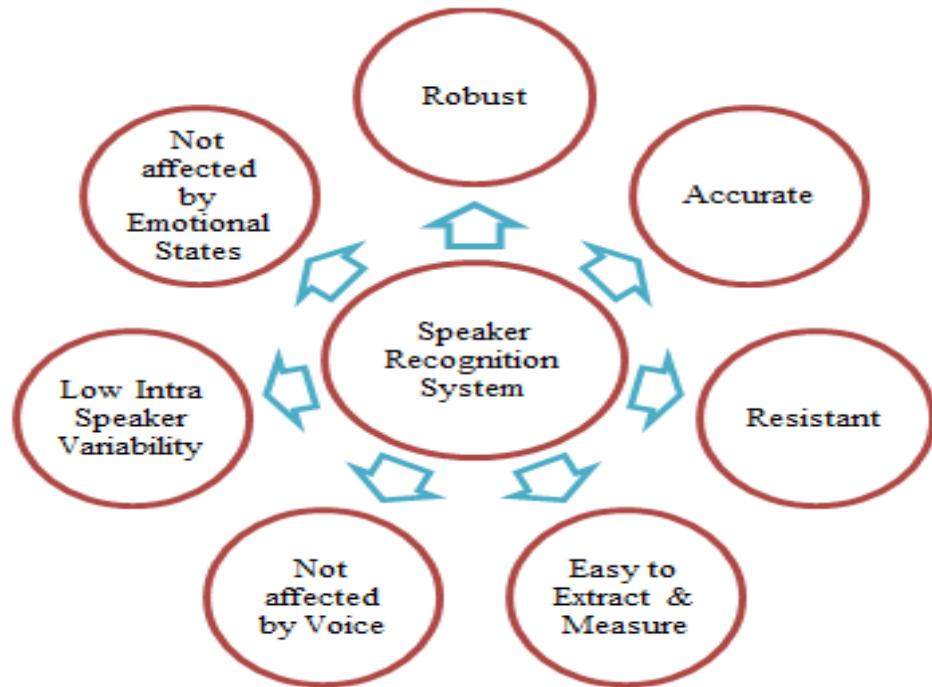 Robust
Accurate
Resistant
Easy to
Extract &
Measure
Not
affected
by Voice
Low Intra
Speaker
Variability
Not
affected
by
Emotional
States
Speaker
Recognition
System